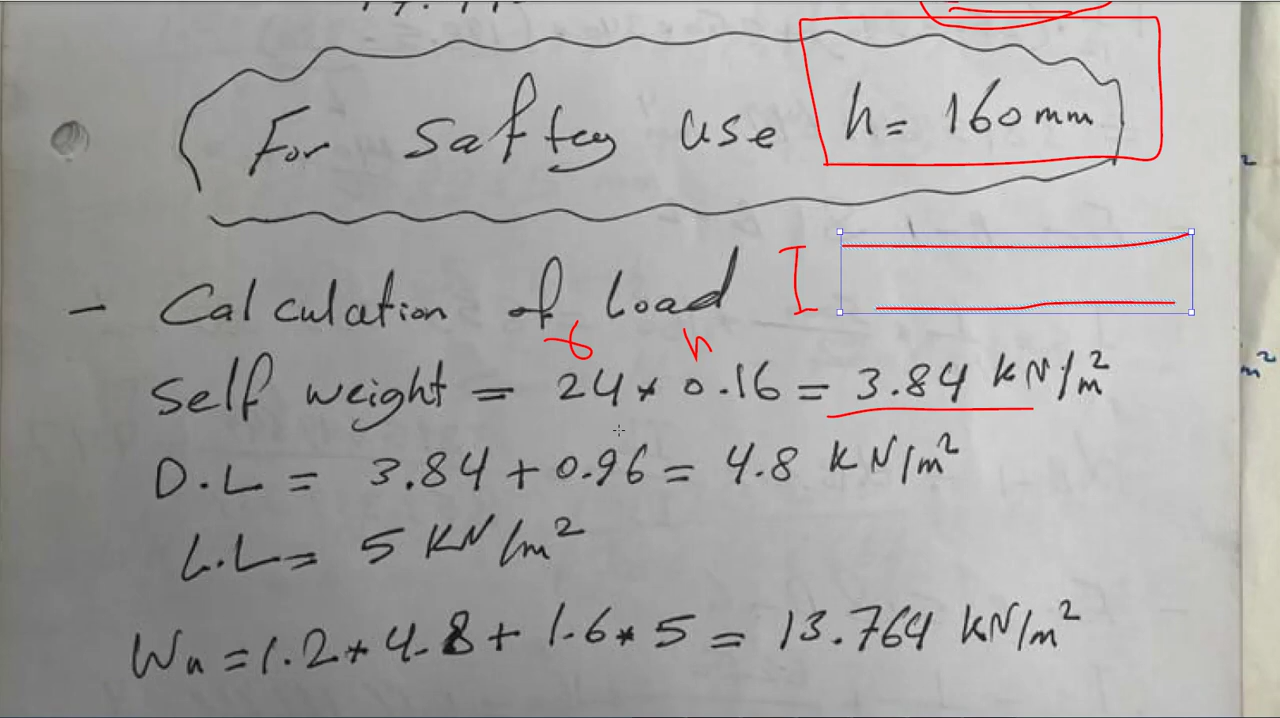 For Saftey use h = 160mm
- Calculation of Load
γ h
Self weight = 24 * 0.16 = 3.84 kN/m²
D.L = 3.84 + 0.96 = 4.8 kN/m²
L.L = 5 kN/m²
Wu = 1.2 * 4.8 + 1.6 * 5 = 13.764 kN/m²
m²